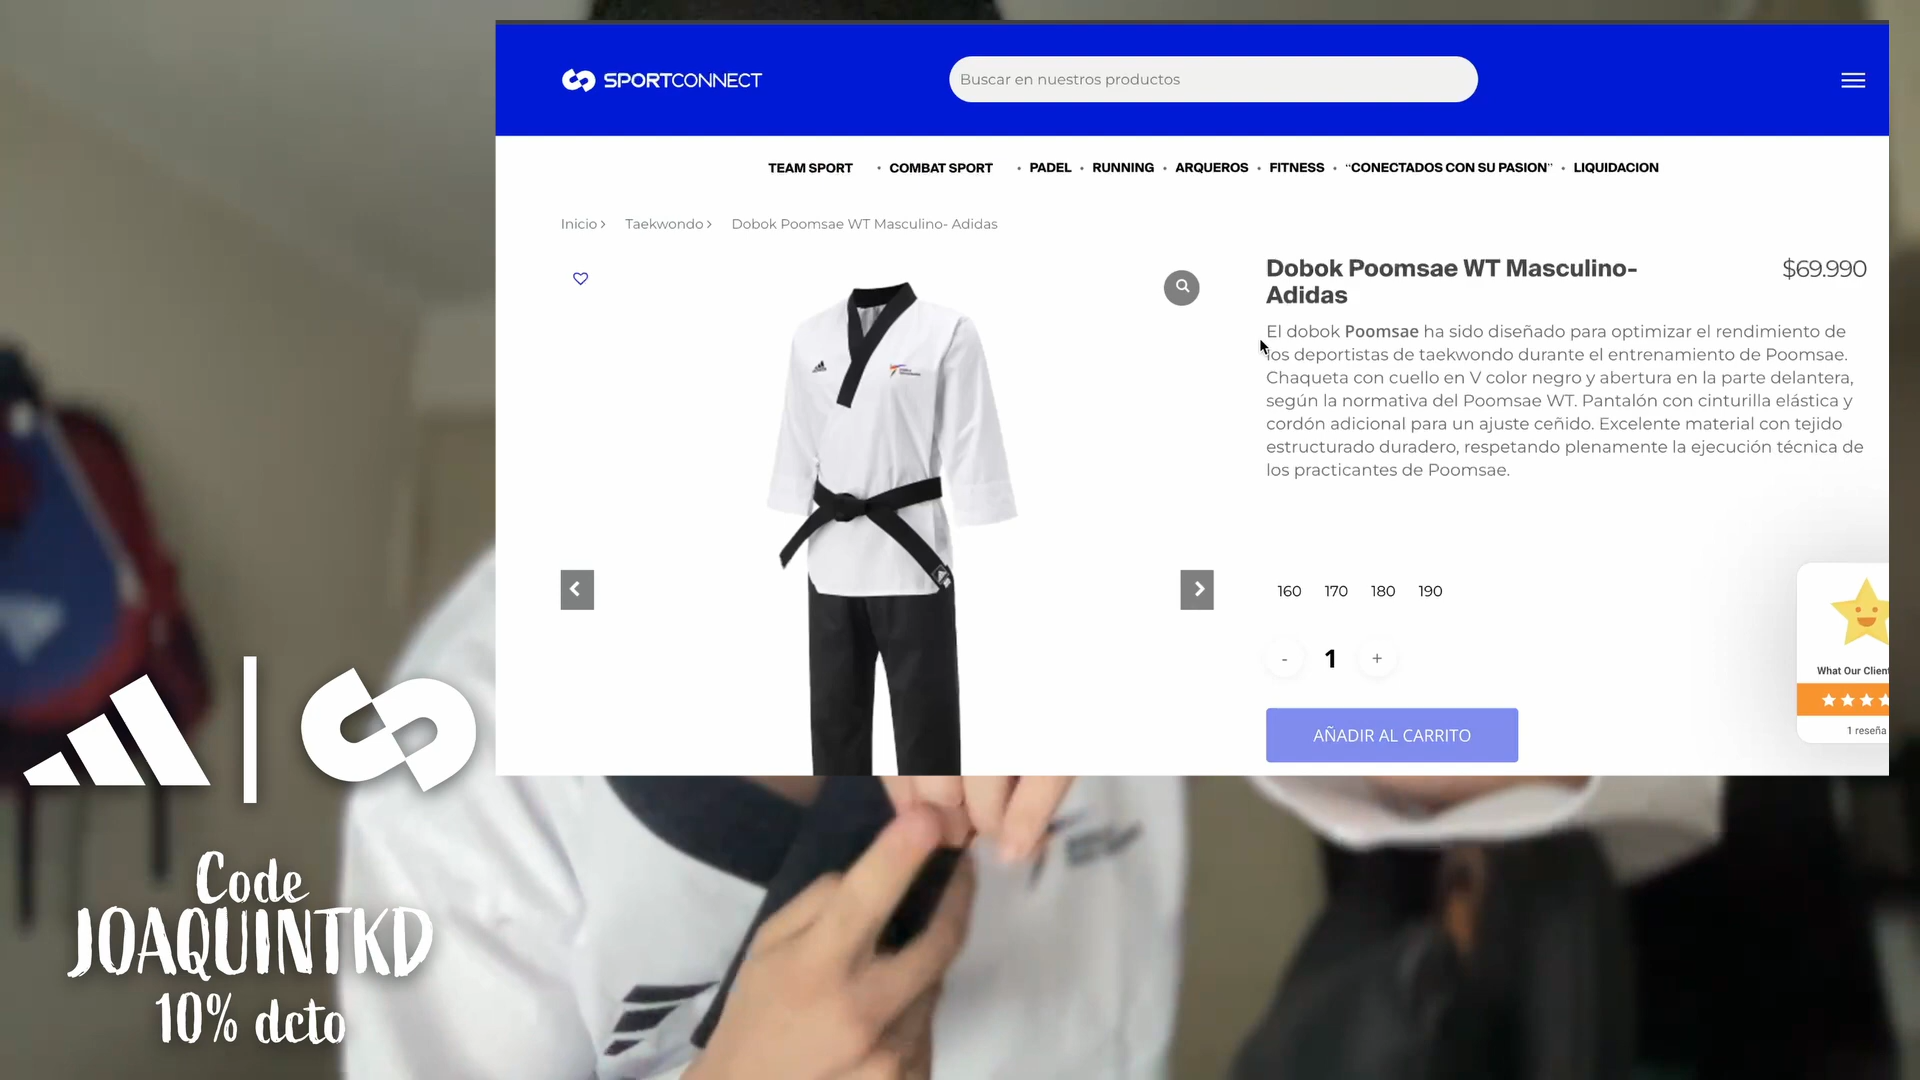 SPORTCONNECT
Buscar en nuestros productos
TEAM SPORT • COMBAT SPORT • PADEL • RUNNING • ARQUEROS • FITNESS • “CONECTADOS CON SU PASION” • LIQUIDACION
Inicio > Taekwondo > Dobok Poomsae WT Masculino- Adidas
Dobok Poomsae WT Masculino-
Adidas
$69.990
El dobok Poomsae ha sido diseñado para optimizar el rendimiento de
los deportistas de taekwondo durante el entrenamiento de Poomsae.
Chaqueta con cuello en V color negro y abertura en la parte delantera,
según la normativa del Poomsae WT. Pantalón con cinturilla elástica y
cordón adicional para un ajuste ceñido. Excelente material con tejido
estructurado duradero, respetando plenamente la ejecución técnica de
los practicantes de Poomsae.
160 170 180 190
- 1 +
AÑADIR AL CARRITO
What Our Clien
1 reseña
Code
JOAQUINTKD
10% dcto